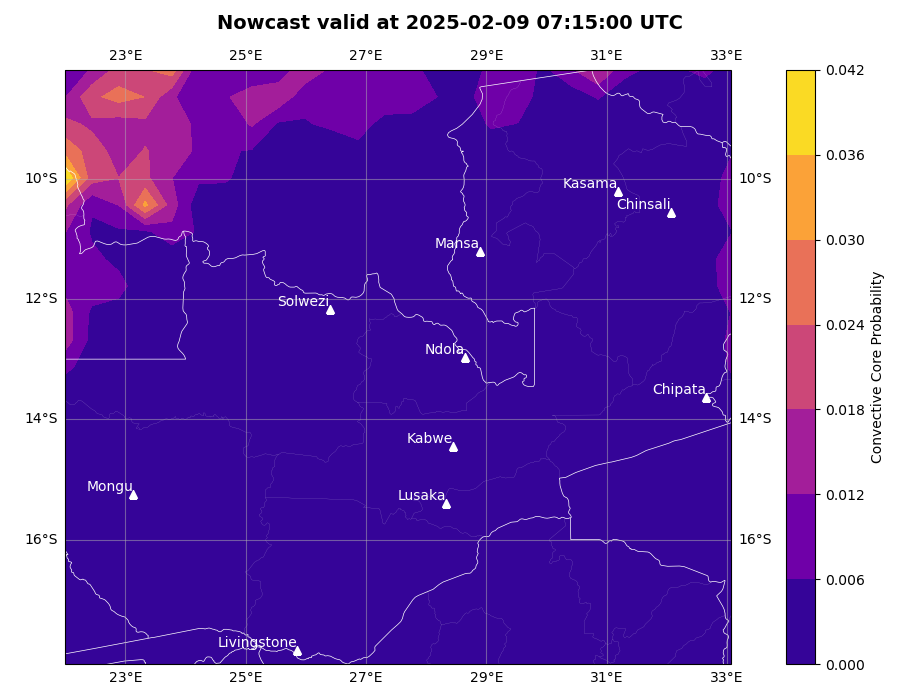 Nowcast valid at 2025-02-09 07:15:00 UTC
23°E 25°E 27°E 29°E 31°E 33°E
0.042
0.036
10°S 10°S
Kasama
Chinsali
0.030
Mansa
12°S 12°S
Solwezi
0.024
Ndola
Chipata
14°S 14°S
0.018
Kabwe
Mongu
Lusaka
0.012
16°S 16°S
0.006
Livingstone
0.000
23°E 25°E 27°E 29°E 31°E 33°E
Convective Core Probability